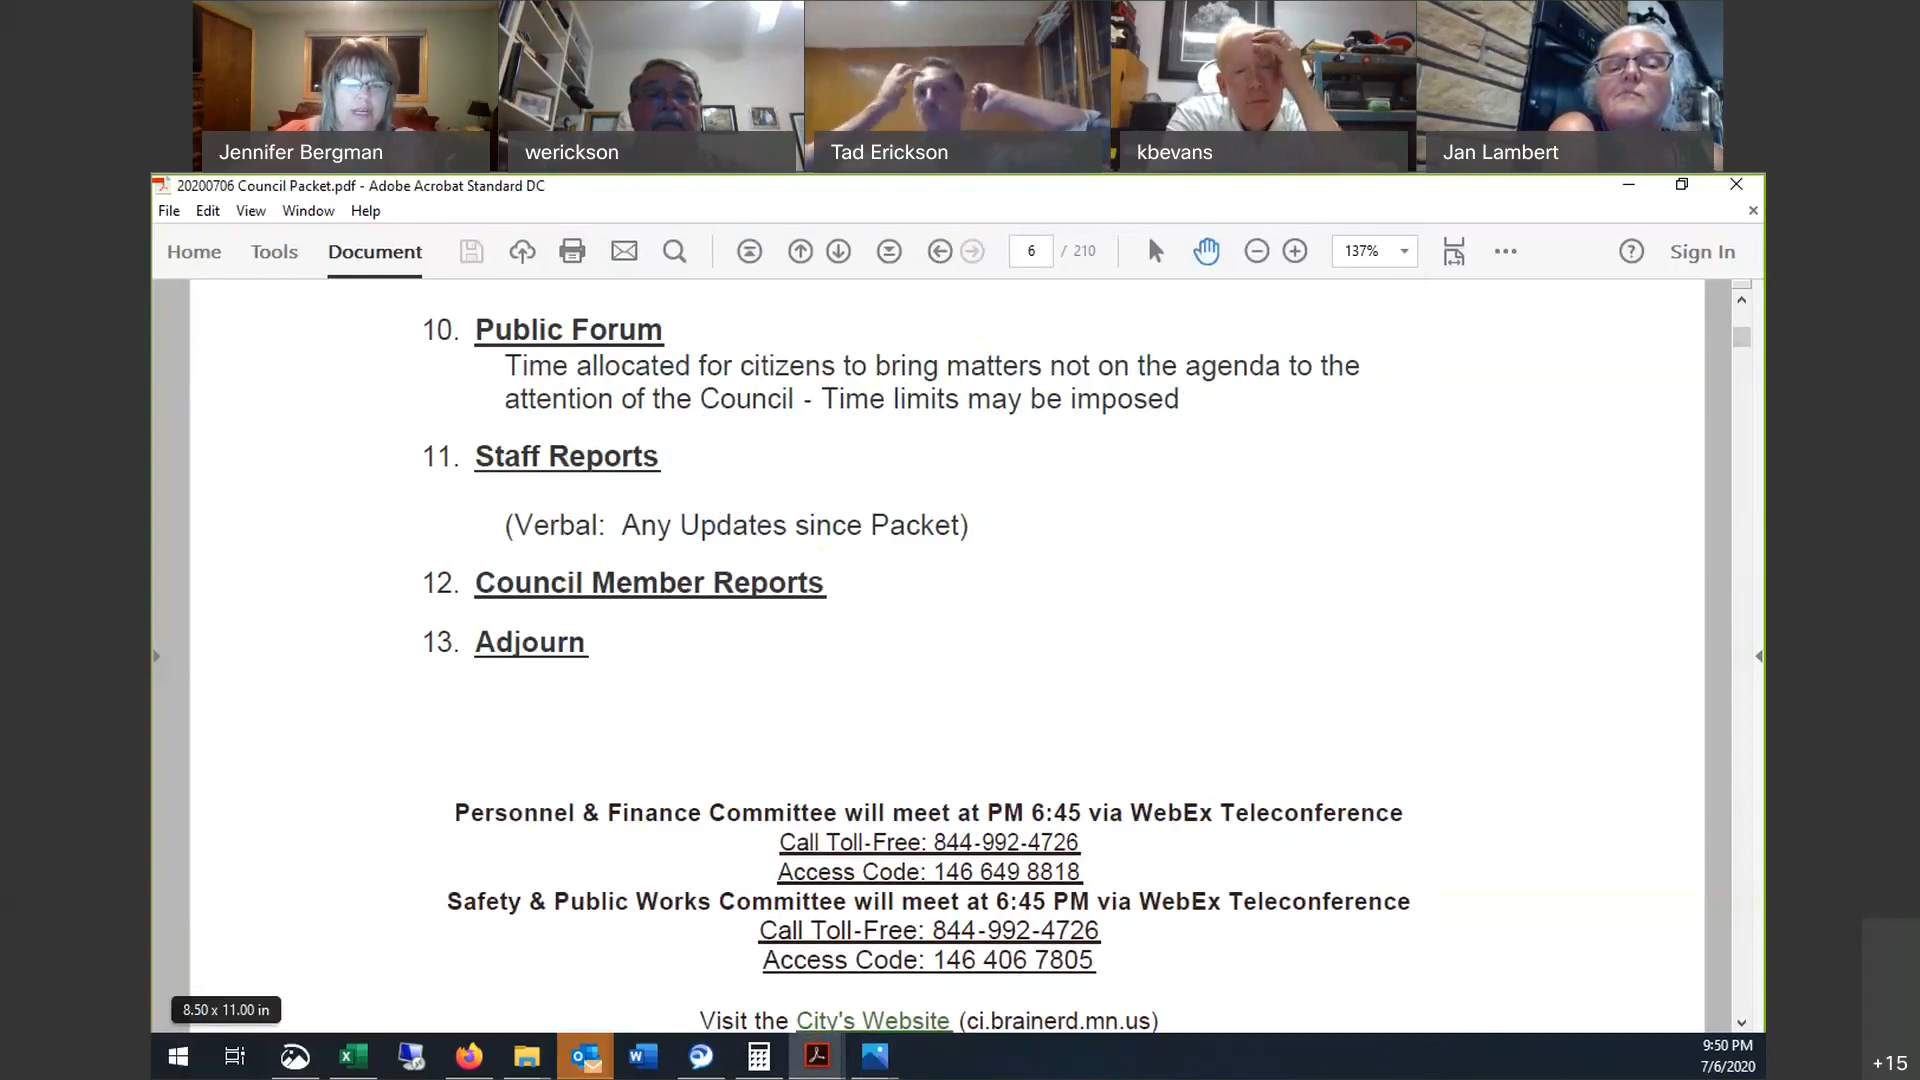 Jennifer Bergman
werickson
Tad Erickson
kbevans
Jan Lambert
20200706 Council Packet.pdf - Adobe Acrobat Standard DC
File Edit View Window Help
Home Tools Document 6 / 210 137% Sign In
10. Public Forum
Time allocated for citizens to bring matters not on the agenda to the
attention of the Council - Time limits may be imposed
11. Staff Reports
(Verbal: Any Updates since Packet)
12. Council Member Reports
13. Adjourn
Personnel & Finance Committee will meet at PM 6:45 via WebEx Teleconference
Call Toll-Free: 844-992-4726
Access Code: 146 649 8818
Safety & Public Works Committee will meet at 6:45 PM via WebEx Teleconference
Call Toll-Free: 844-992-4726
Access Code: 146 406 7805
8.50 x 11.00 in
Visit the City's Website (ci.brainerd.mn.us)
9:50 PM
7/6/2020
+15